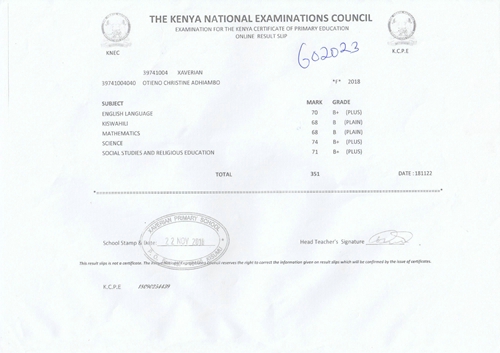 THE KENYA NATIONAL EXAMINATIONS COUNCIL
EXAMINATION FOR THE KENYA CERTIFICATE OF PRIMARY EDUCATION
ONLINE RESULT SLIP
KNEC
K.C.P.E
602023
39741004 XAVERIAN
39741004040 OTIENO CHRISTINE ADHIAMBO *F* 2018
SUBJECT MARK GRADE
ENGLISH LANGUAGE 70 B+ (PLUS)
KISWAHILI 68 B (PLAIN)
MATHEMATICS 68 B (PLAIN)
SCIENCE 74 B+ (PLUS)
SOCIAL STUDIES AND RELIGIOUS EDUCATION 71 B+ (PLUS)
TOTAL 351 DATE :181122
XAVERIAN PRIMARY SCHOOL
School Stamp & Date: 22 NOV 2018 Head Teacher's Signature
This result slip is not a certificate. The Kenya National Examinations Council reserves the right to correct the information given on result slips which will be confirmed by the issue of certificates.
K.C.P.E